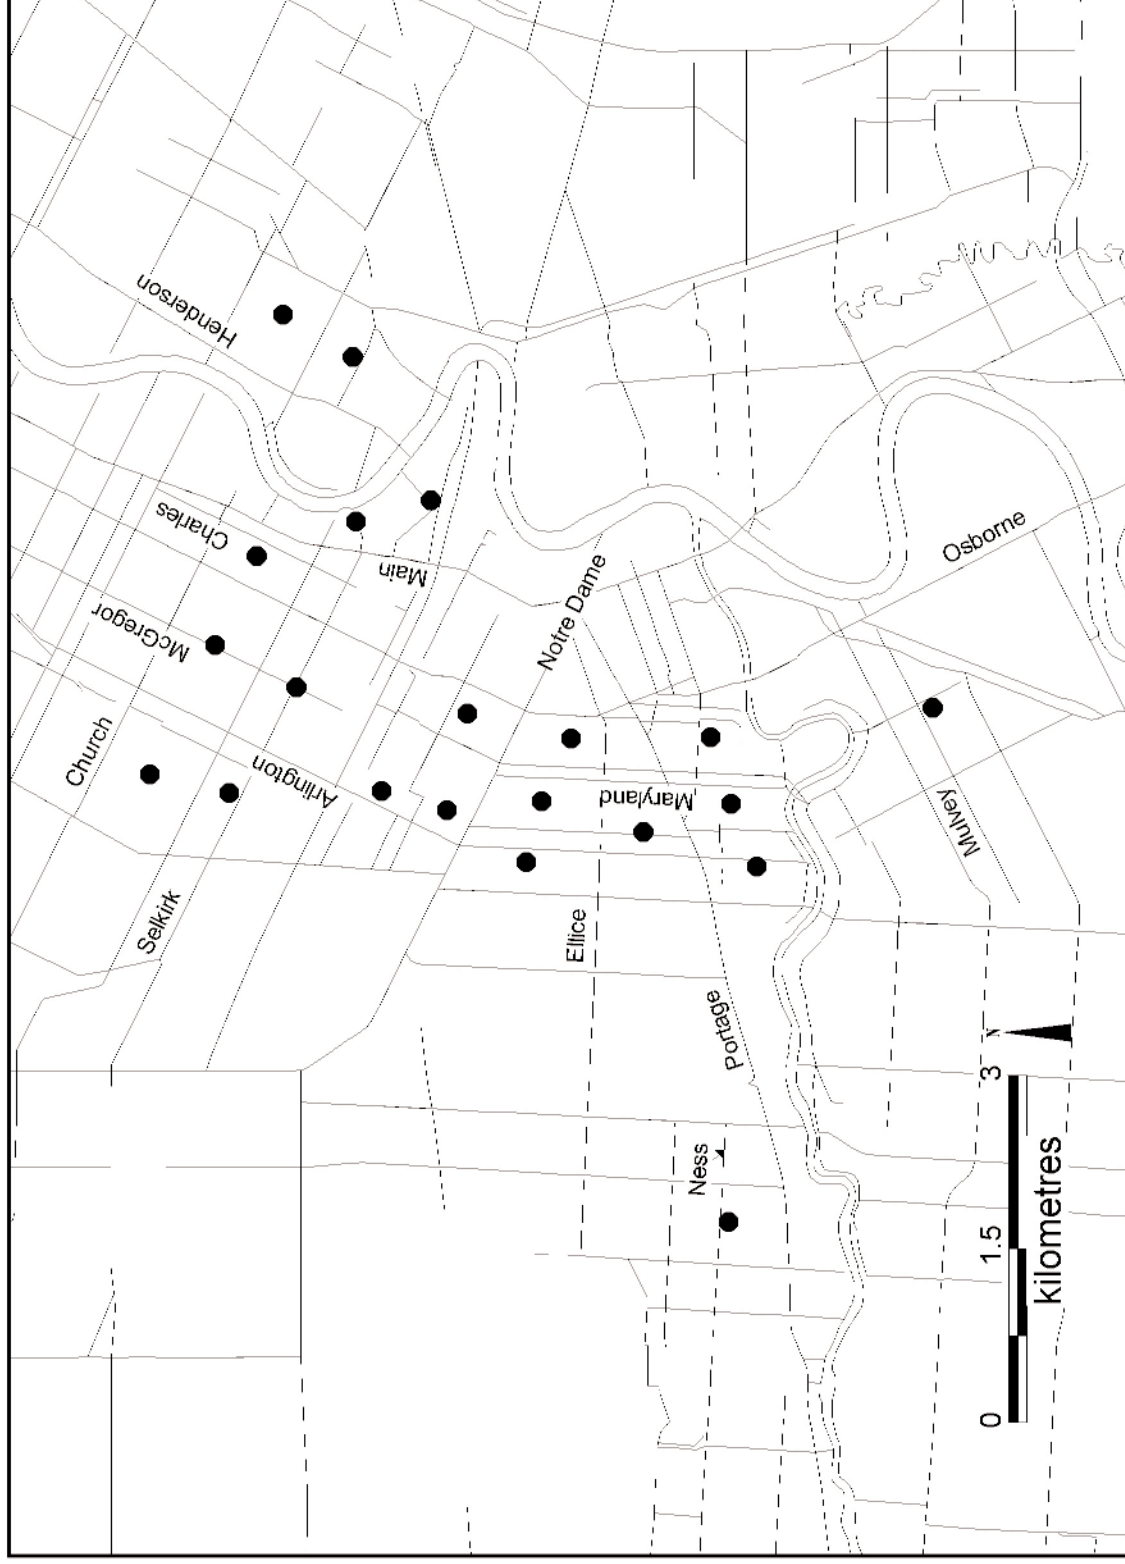 Henderson
Charles
McGregor
Main
Church
Arlington
Notre Dame
Osborne
Maryland
Mulvey
Selkirk
Ellice
Portage
Ness
N
0 1.5 3
kilometres